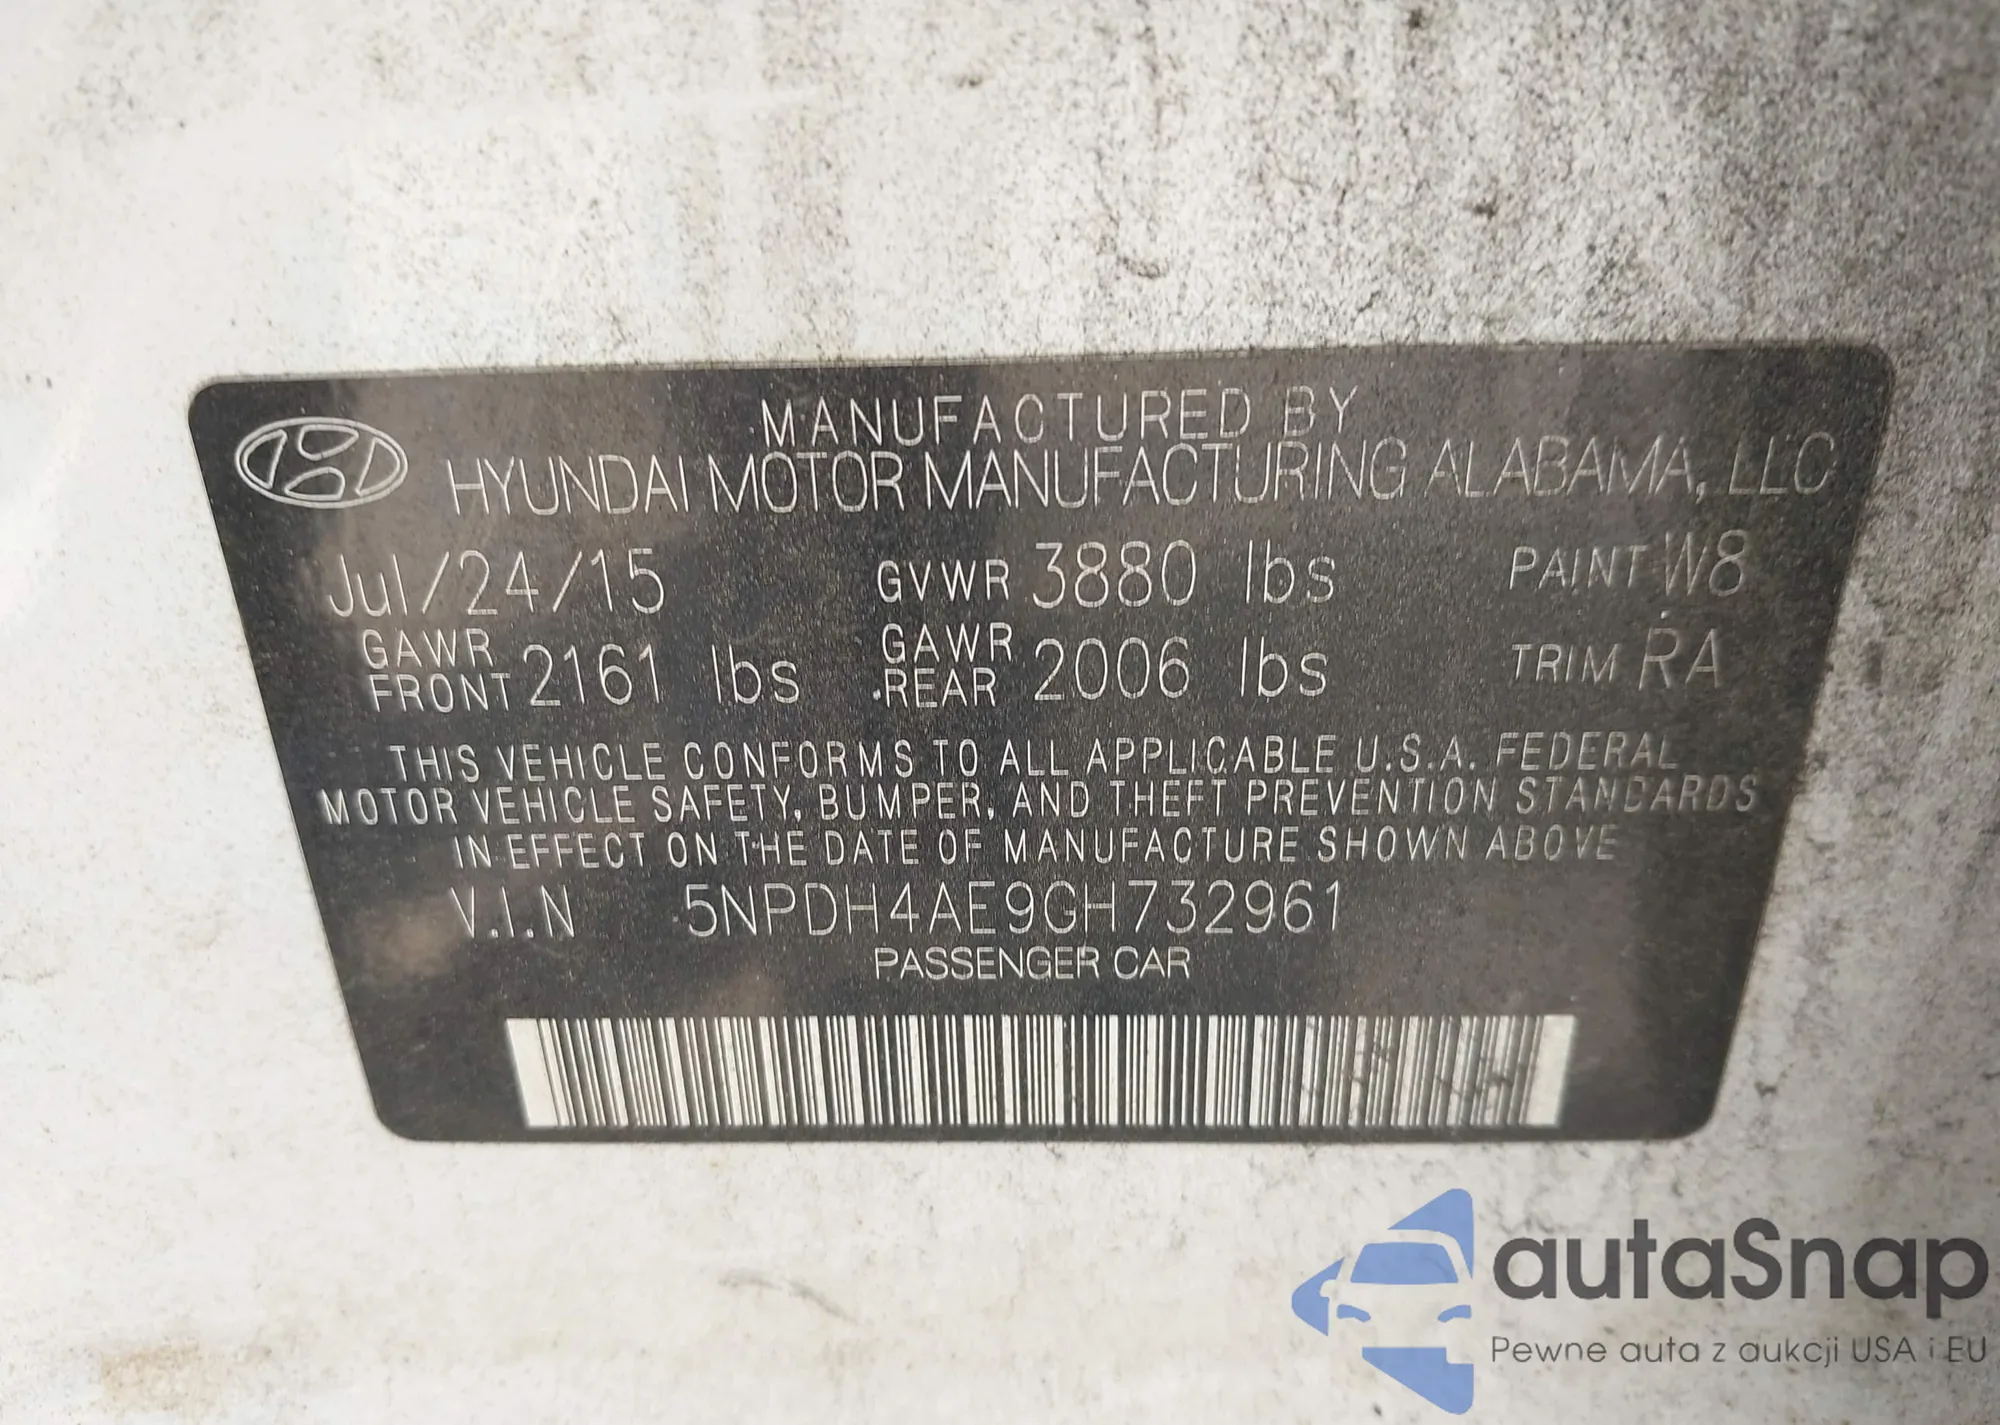 MANUFACTURED BY
HYUNDAI MOTOR MANUFACTURING ALABAMA, LLC
Jul/24/15 GVWR 3880 lbs PAINT W8
GAWR FRONT 2161 lbs GAWR REAR 2006 lbs TRIM RA
THIS VEHICLE CONFORMS TO ALL APPLICABLE U.S.A. FEDERAL
MOTOR VEHICLE SAFETY, BUMPER, AND THEFT PREVENTION STANDARDS
IN EFFECT ON THE DATE OF MANUFACTURE SHOWN ABOVE
V.I.N 5NPDH4AE9GH732961
PASSENGER CAR
autaSnap
Pewne auta z aukcji USA i EU